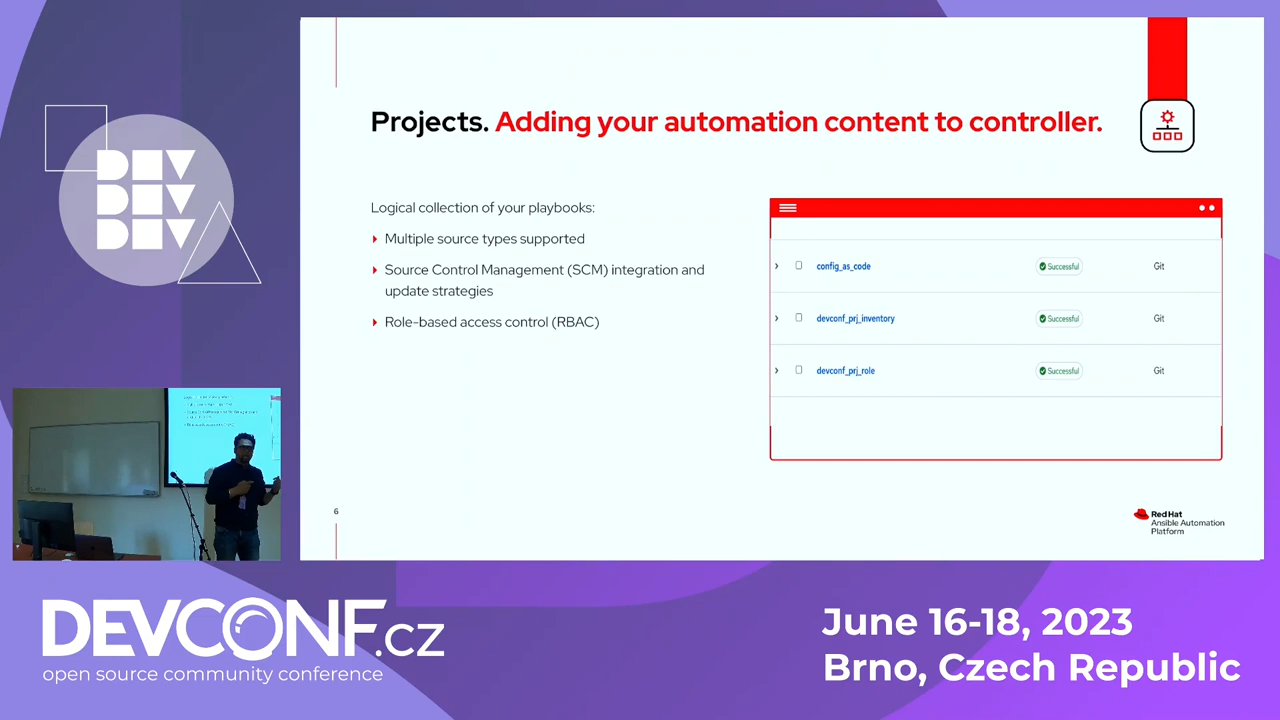 DEV
DEV
DEV
Projects. Adding your automation content to controller.
Logical collection of your playbooks:
Multiple source types supported
Source Control Management (SCM) integration and
update strategies
Role-based access control (RBAC)
config_as_code Successful Git
devconf_prj_inventory Successful Git
devconf_prj_role Successful Git
6
Red Hat
Ansible Automation
Platform
DEVCONF.cz
open source community conference
June 16-18, 2023
Brno, Czech Republic